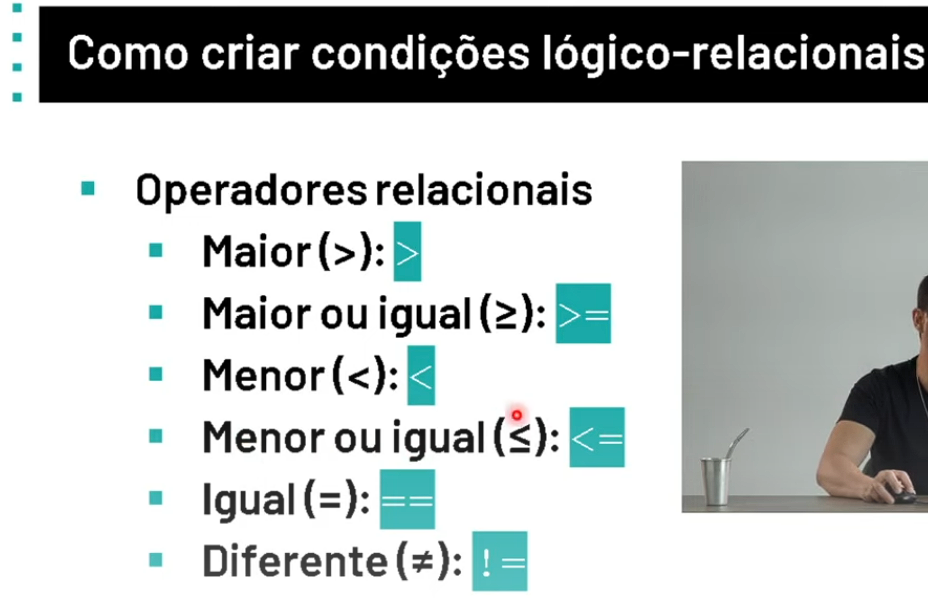 Como criar condições lógico-relacionais
Operadores relacionais
Maior (>): >
Maior ou igual (≥): >=
Menor (<): <
Menor ou igual (≤): <=
Igual (=): ==
Diferente (≠): !=